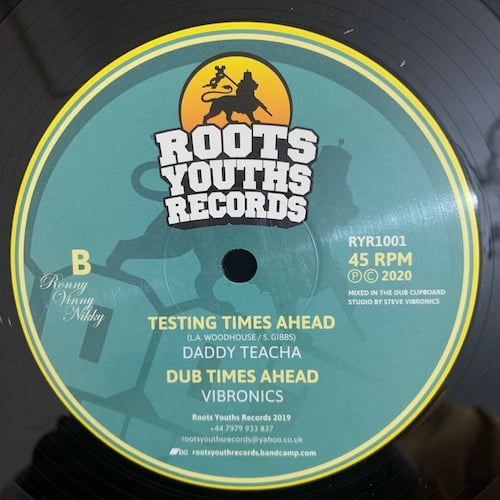 ROOTS
YOUTHS
RECORDS
RYR1001
45 RPM
Ⓟ Ⓒ 2020
MIXED IN THE DUB CUPBOARD
STUDIO BY STEVE VIBRONICS
B
Ronny
Vinny
Nikky
TESTING TIMES AHEAD
(L.A. WOODHOUSE / S. GIBBS)
DADDY TEACHA
DUB TIMES AHEAD
VIBRONICS
Roots Youths Records 2019
+44 7979 933 837
rootsyouthsrecords@yahoo.co.uk
rootsyouthrecords.bandcamp.com